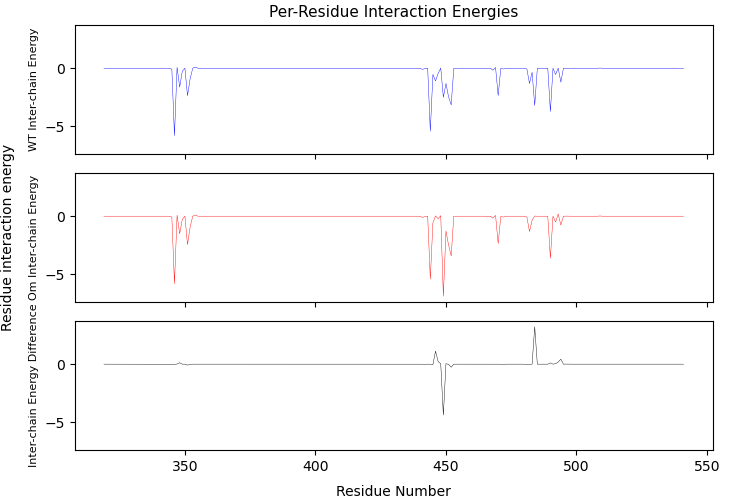 Per-Residue Interaction Energies
Residue interaction energy
WT Inter-chain Energy
0
−5
Om Inter-chain Energy
0
−5
Inter-chain Energy Difference
0
−5
350
400
450
500
550
Residue Number